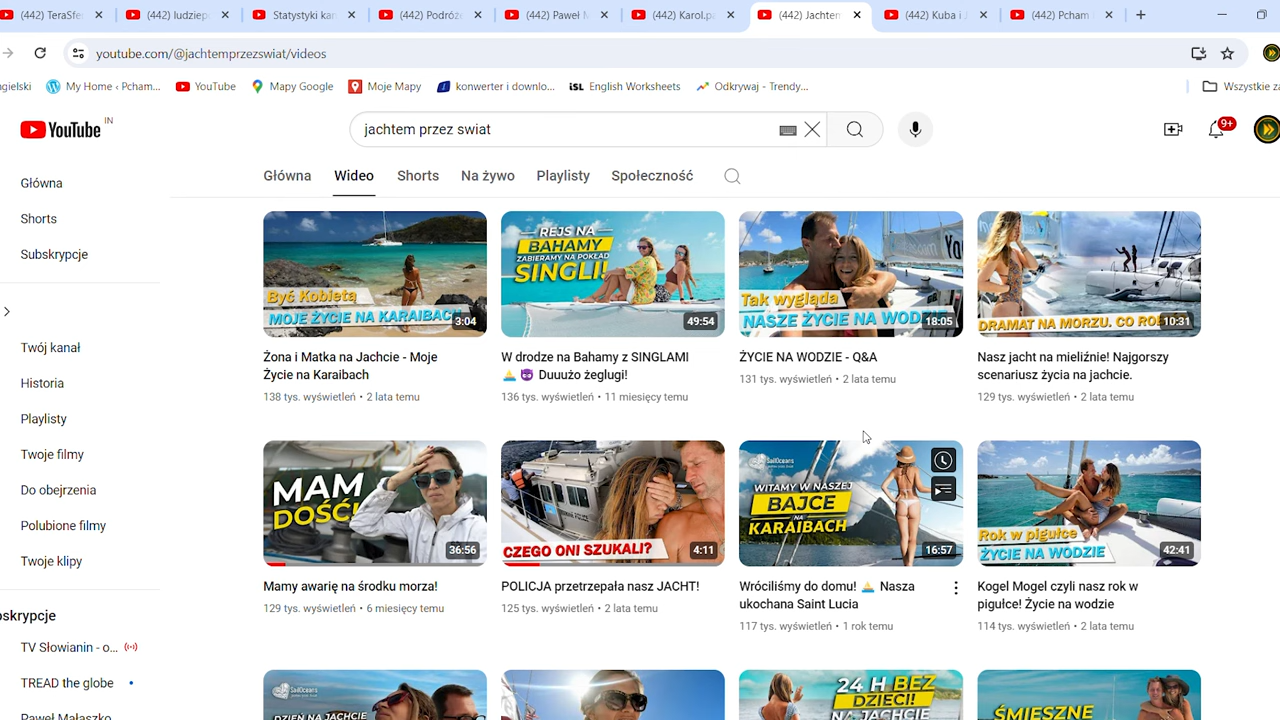 (442) TeraSfe
(442) ludziep
Statystyki kan
(442) Podróże
(442) Paweł M
(442) Karol.pa
(442) Jachtem
(442) Kuba i J
(442) Pcham
youtube.com/@jachtemprzezswiat/videos
gielski
My Home ‹ Pcham...
YouTube
Mapy Google
Moje Mapy
konwerter i downlo...
iSL English Worksheets
Odkrywaj - Trendy...
Wszystkie za
YouTube IN
jachtem przez swiat
9+
Główna
Wideo
Shorts
Na żywo
Playlisty
Społeczność
Główna
Shorts
Subskrypcje
Twój kanał
Historia
Playlisty
Twoje filmy
Do obejrzenia
Polubione filmy
Twoje klipy
bskrypcje
TV Słowianin - o...
TREAD the globe
Paweł Małaszko
Być Kobietą
MOJE ŻYCIE NA KARAIBACH
3:04
Żona i Matka na Jachcie - Moje
Życie na Karaibach
138 tys. wyświetleń • 2 lata temu
REJS NA
BAHAMY
ZABIERAMY NA POKŁAD
SINGLI!
49:54
W drodze na Bahamy z SINGLAMI
Duuużo żeglugi!
136 tys. wyświetleń • 11 miesięcy temu
Tak wygląda
NASZE ŻYCIE NA WODZIE
18:05
ŻYCIE NA WODZIE - Q&A
131 tys. wyświetleń • 2 lata temu
DRAMAT NA MORZU. CO RO
10:31
Nasz jacht na mieliźnie! Najgorszy
scenariusz życia na jachcie.
129 tys. wyświetleń • 2 lata temu
MAM
DOŚĆ!
36:56
Mamy awarię na środku morza!
129 tys. wyświetleń • 6 miesięcy temu
CZEGO ONI SZUKALI?
4:11
POLICJA przetrzepała nasz JACHT!
125 tys. wyświetleń • 2 lata temu
SailOceans
WITAMY W NASZEJ
BAJCE
NA
KARAIBACH
16:57
Wróciliśmy do domu! Nasza
ukochana Saint Lucia
117 tys. wyświetleń • 1 rok temu
Rok w pigułce
ŻYCIE NA WODZIE
42:41
Kogel Mogel czyli nasz rok w
pigułce! Życie na wodzie
114 tys. wyświetleń • 2 lata temu
SailOceans
DZIEŃ NA JACHCIE
24 H BEZ
DZIECI!
NA JACHCIE
ŚMIESZNE